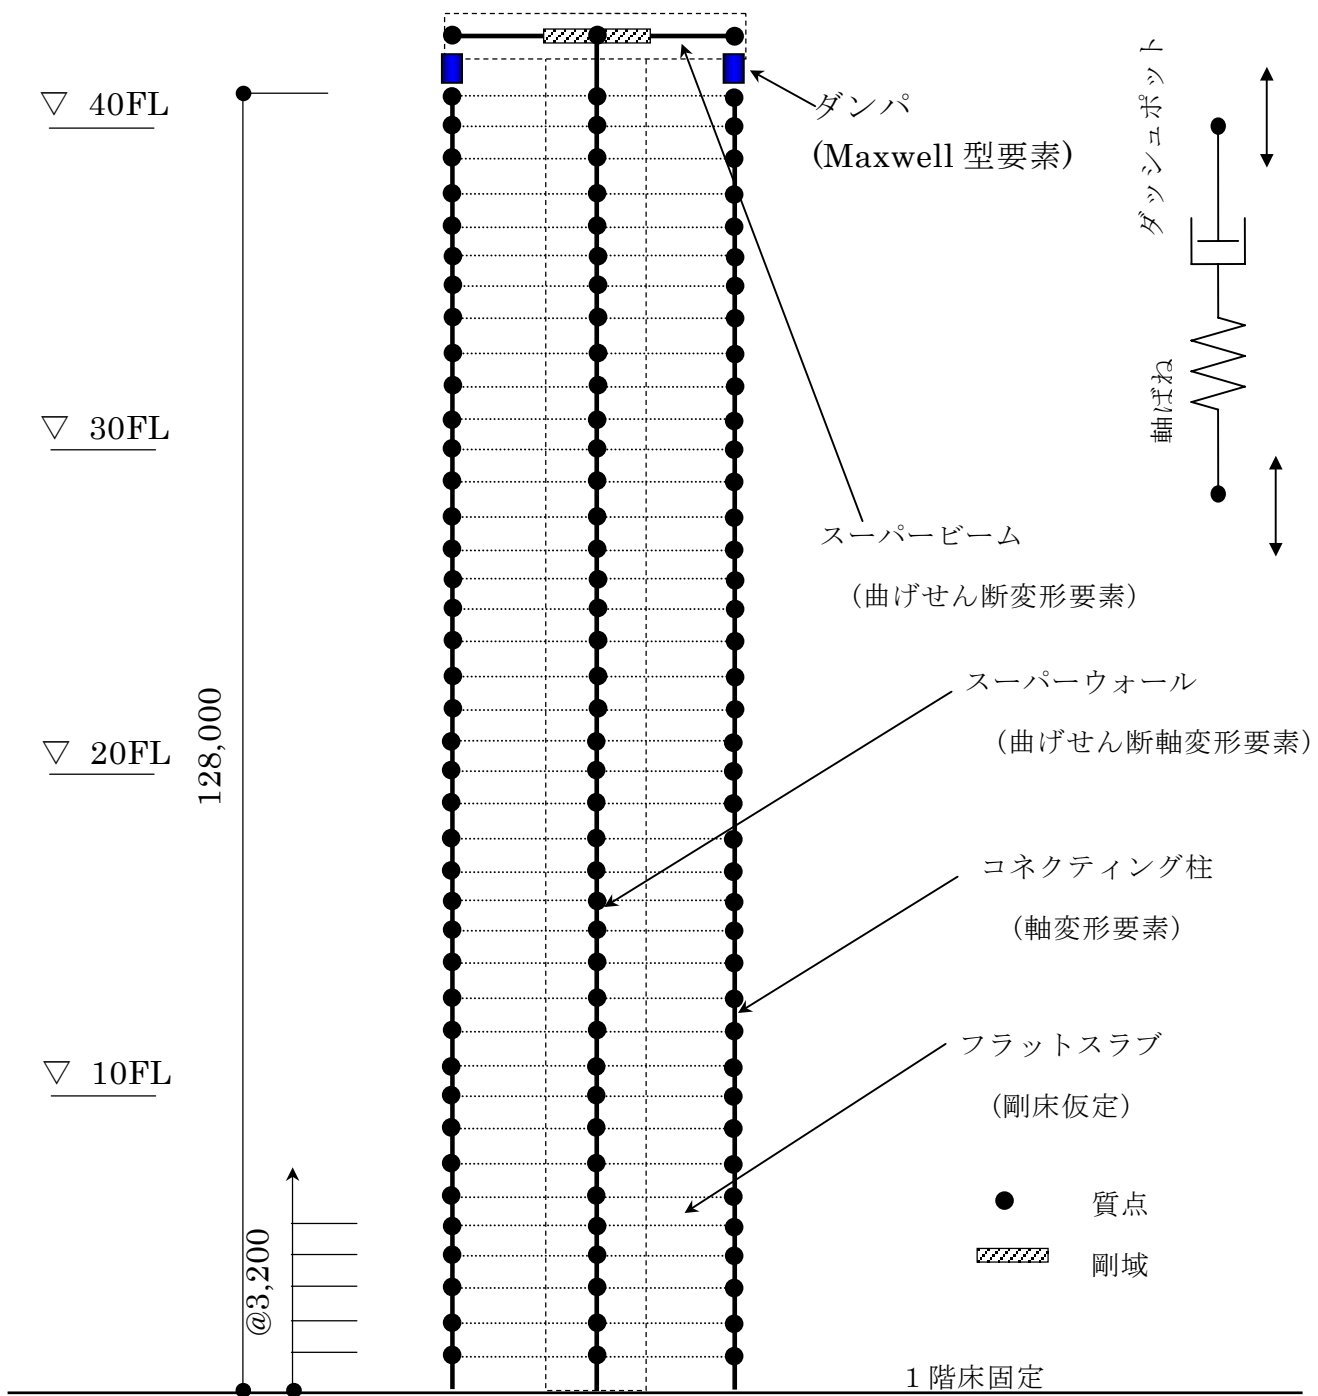 ▽ 40FL
ダンパ
(Maxwell 型要素)
ダッシュポット
軸ばね
▽ 30FL
スーパービーム
(曲げせん断変形要素)
スーパーウォール
(曲げせん断軸変形要素)
128,000
▽ 20FL
コネクティング柱
(軸変形要素)
フラットスラブ
(剛床仮定)
▽ 10FL
質点
@3,200
剛域
1階床固定